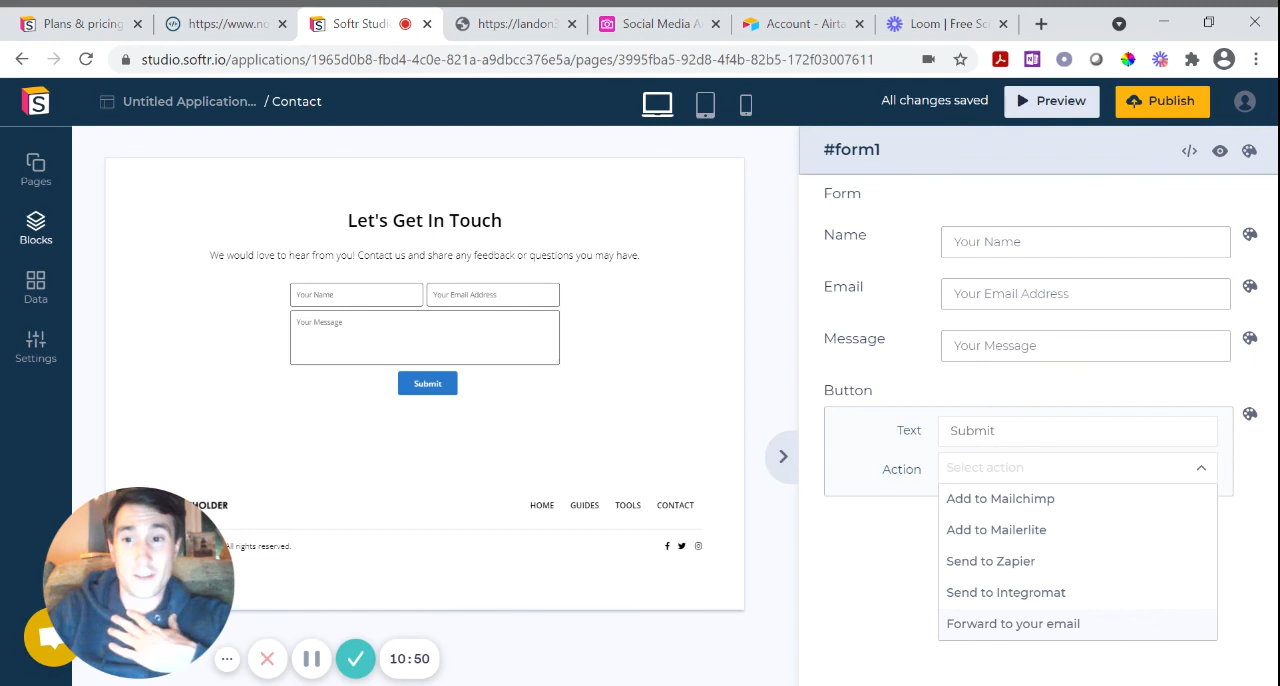 Plans & pricing
https://www.no
Softr Studi
https://landon3
Social Media A
Account - Airta
Loom | Free Sc
studio.softr.io/applications/1965d0b8-fbd4-4c0e-821a-a9dbcc376e5a/pages/3995fba5-92d8-4f4b-82b5-172f03007611
S
Untitled Application... / Contact
All changes saved
Preview
Publish
Pages
Blocks
Data
Settings
Let's Get In Touch
We would love to hear from you! Contact us and share any feedback or questions you may have.
Your Name
Your Email Address
Your Message
Submit
HOLDER
HOME GUIDES TOOLS CONTACT
All rights reserved.
10:50
#form1
Form
Name Your Name
Email Your Email Address
Message Your Message
Button
Text Submit
Action Select action
Add to Mailchimp
Add to Mailerlite
Send to Zapier
Send to Integromat
Forward to your email